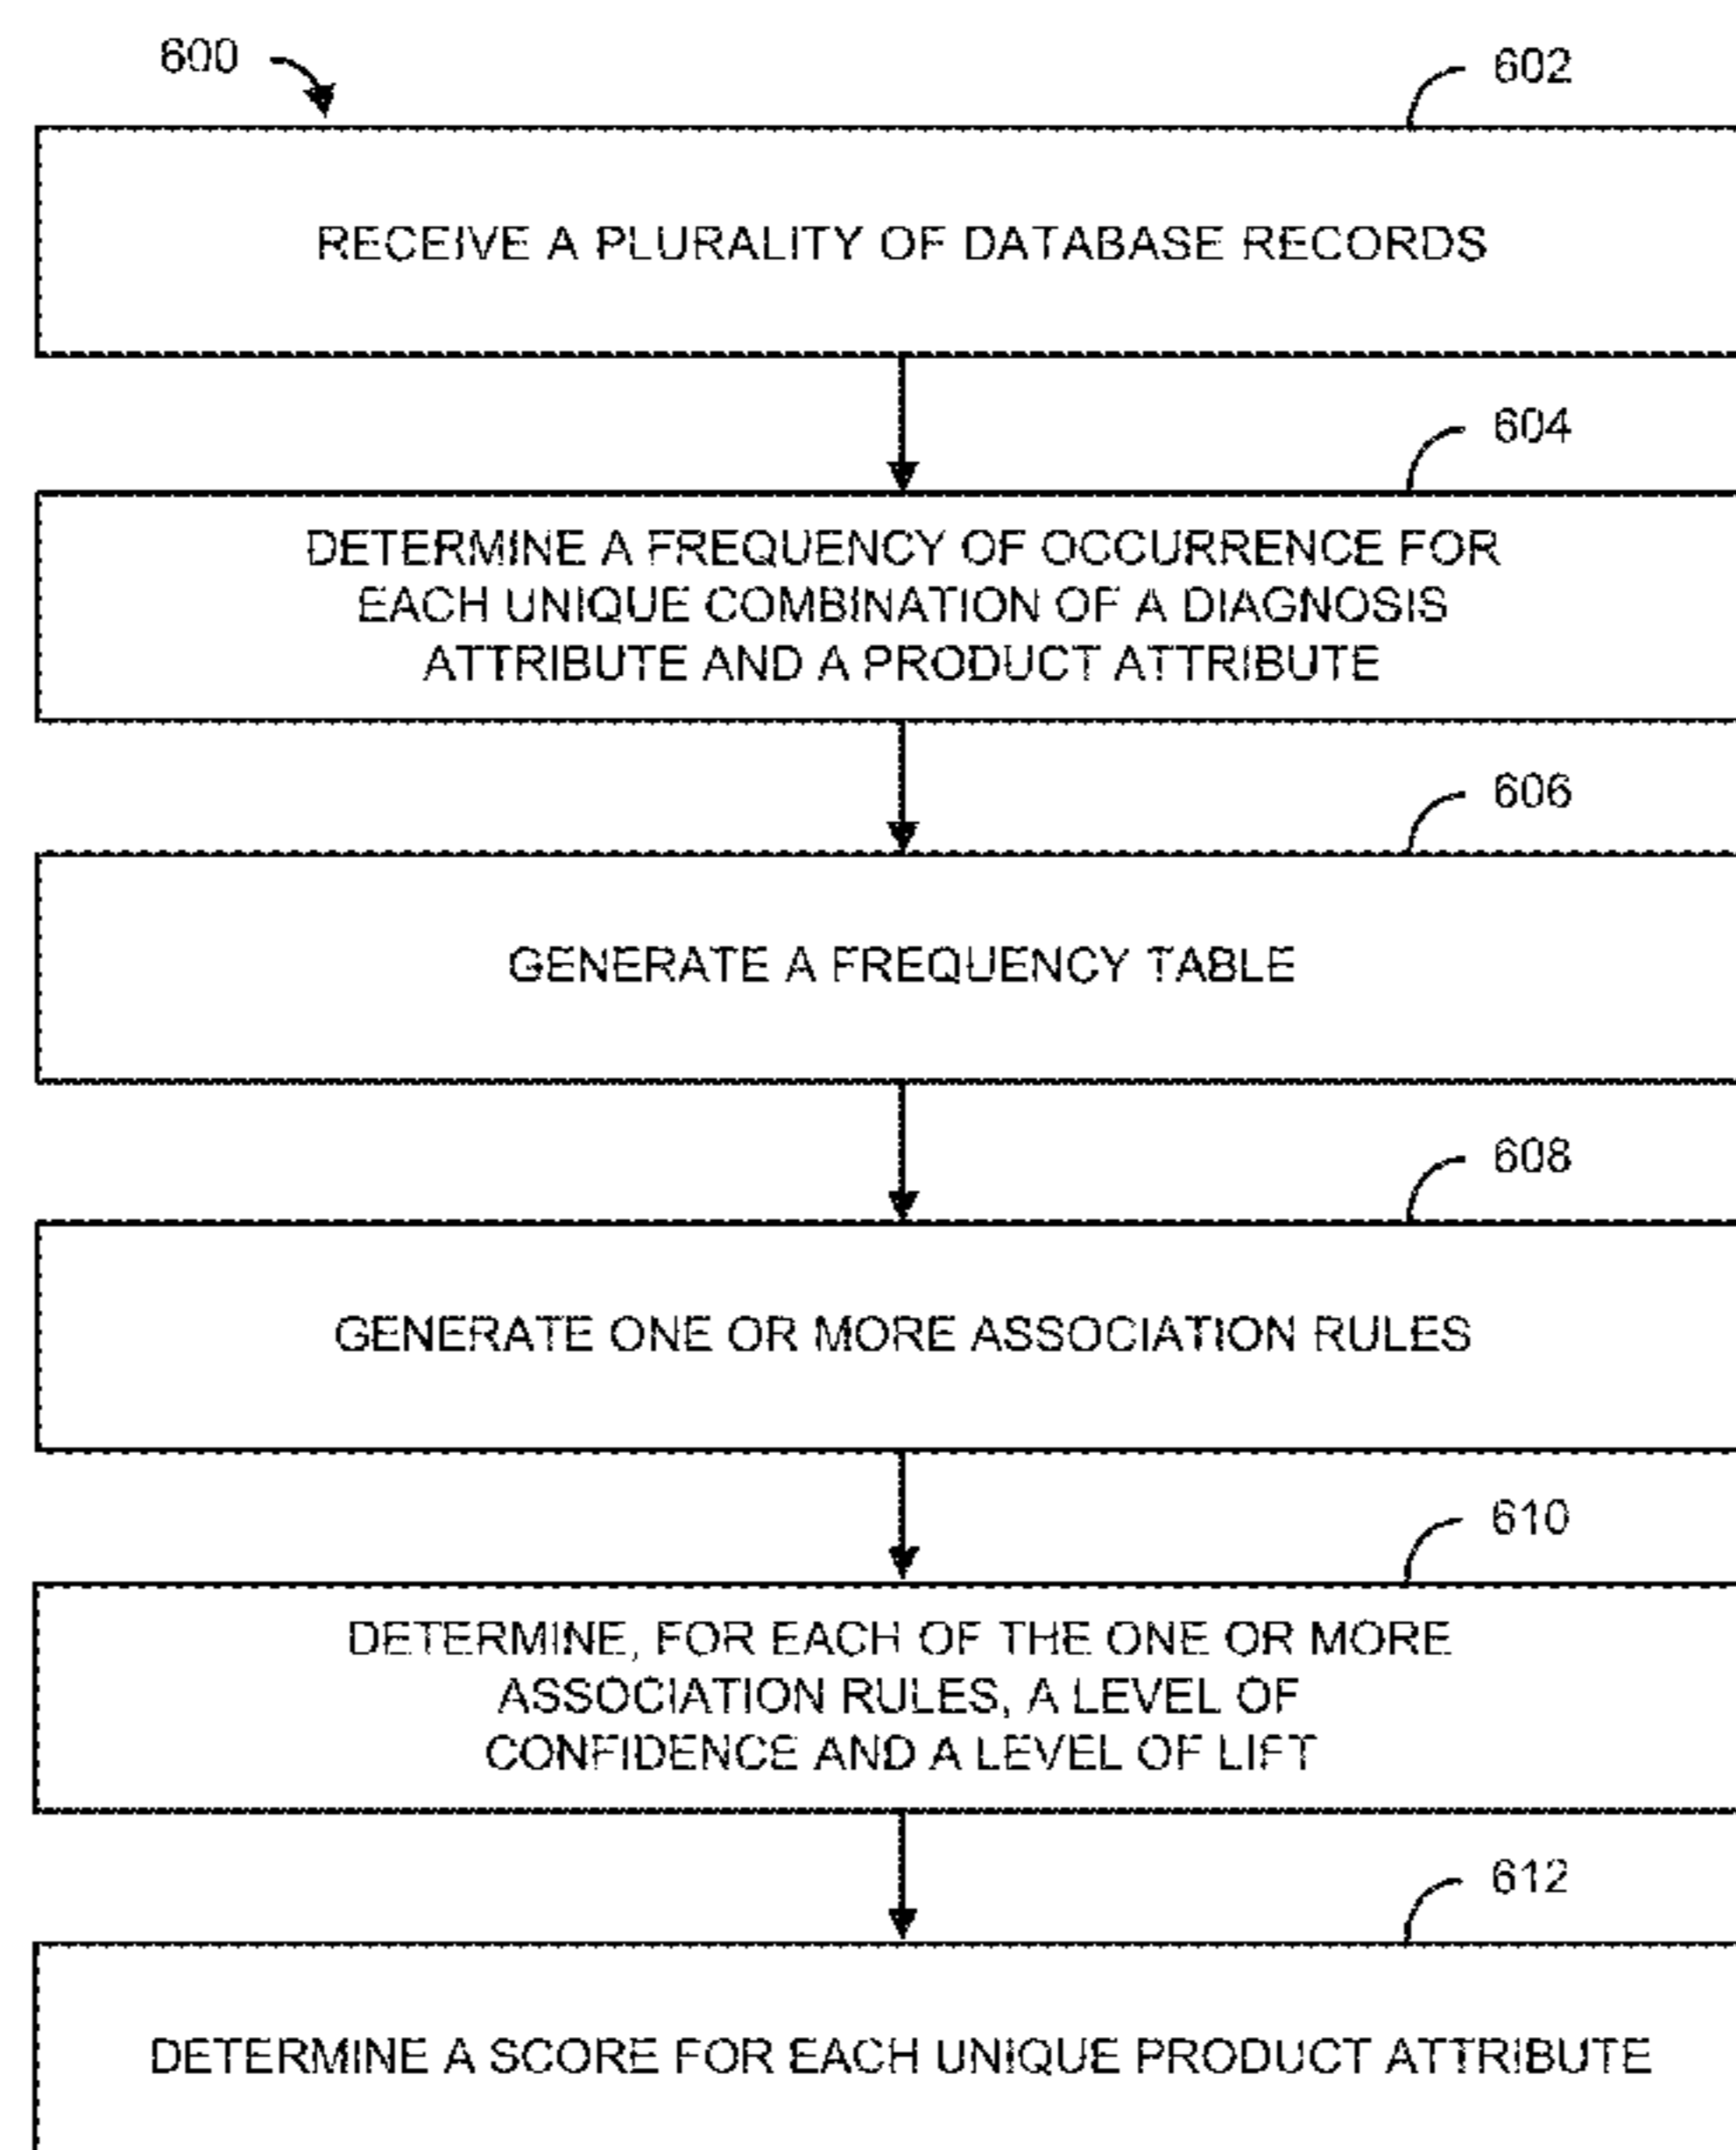 600
602
RECEIVE A PLURALITY OF DATABASE RECORDS
604
DETERMINE A FREQUENCY OF OCCURRENCE FOR
EACH UNIQUE COMBINATION OF A DIAGNOSIS
ATTRIBUTE AND A PRODUCT ATTRIBUTE
606
GENERATE A FREQUENCY TABLE
608
GENERATE ONE OR MORE ASSOCIATION RULES
610
DETERMINE, FOR EACH OF THE ONE OR MORE
ASSOCIATION RULES, A LEVEL OF
CONFIDENCE AND A LEVEL OF LIFT
612
DETERMINE A SCORE FOR EACH UNIQUE PRODUCT ATTRIBUTE